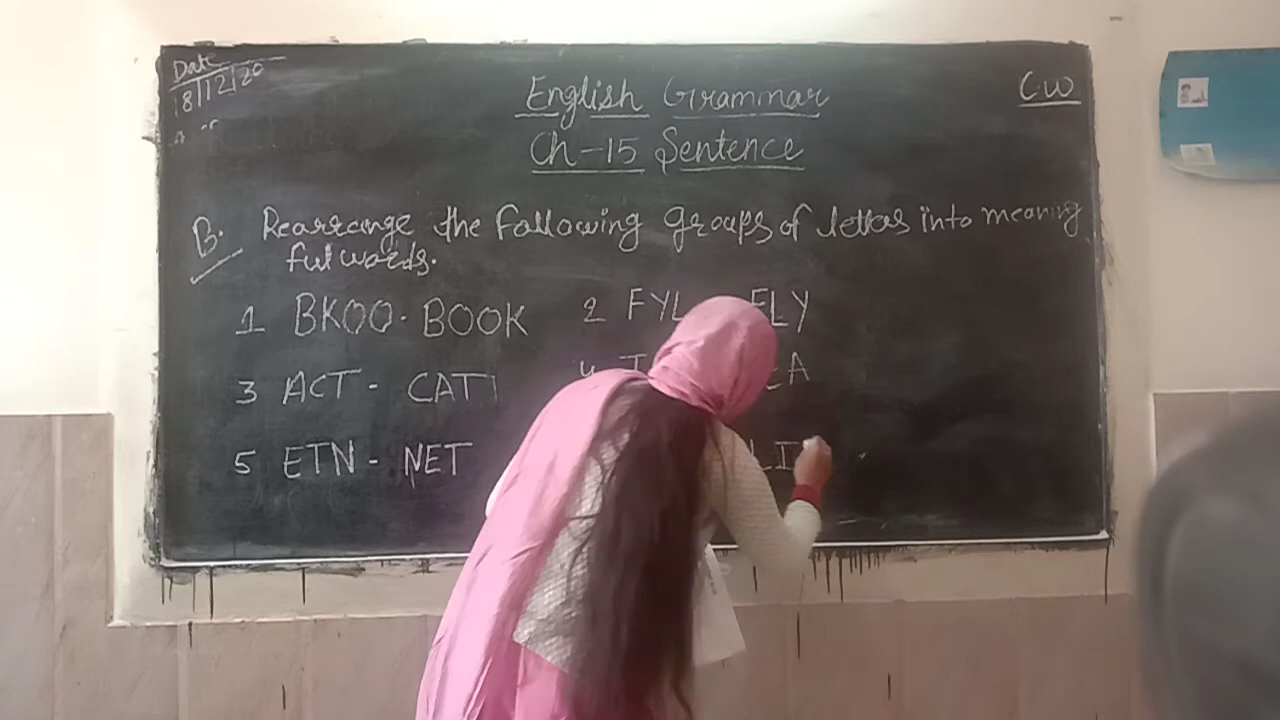 Date
18/12/20
English Grammar
CW
Ch-15 Sentence
B. Rearrange the following groups of letters into meaning
ful words.
1 BKOO. BOOK 2 FYL FLY
3 ACT - CAT 4
5 ETN - NET